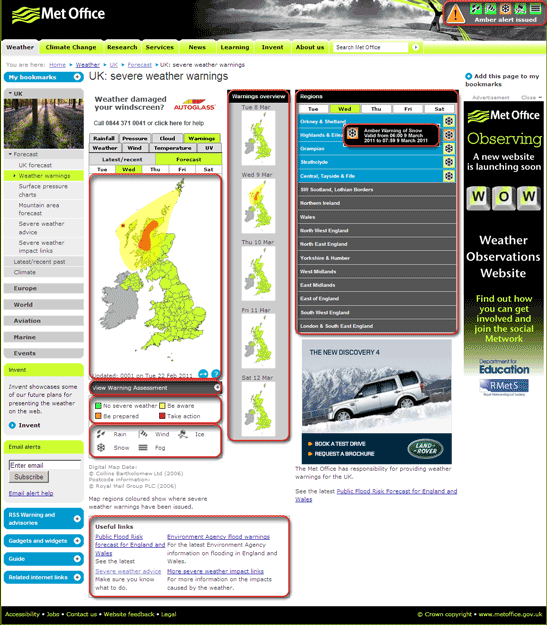 Met Office
Amber alert issued
Weather
Climate Change
Research
Services
News
Learning
Invent
About us
Search Met Office
You are here: Home > Weather > UK > Forecast > UK: severe weather warnings
My bookmarks
UK
Forecast
UK forecast
Weather warnings
Surface pressure
charts
Mountain area
forecast
Severe weather
advice
Severe weather
impact links
Latest/recent past
Climate
Europe
World
Aviation
Marine
Events
Invent
Invent showcases some
of our future plans for
presenting the weather
on the web.
Invent
Email alerts
Enter email
Subscribe
Email alert help
RSS Warning and
advisories
Gadgets and widgets
Guide
Related internet links
UK: severe weather warnings
Weather damaged
your windscreen?
AUTOGLASS
Call 0844 371 0041 or click here for help
Rainfall
Pressure
Cloud
Warnings
Weather
Wind
Temperature
UV
Latest/recent
Forecast
Tue
Wed
Thu
Fri
Sat
Updated: 0001 on Tue 22 Feb 2011
View Warning Assessment
No severe weather
Be aware
Be prepared
Take action
Rain
Wind
Ice
Snow
Fog
Digital Map Data:
© Collins Bartholomew Ltd (2006)
Postcode information:
© Royal Mail Group PLC (2006)
Map regions coloured show where severe
weather warnings have been issued.
Useful links
Public Flood Risk
forecast for England and
Wales
See the latest
Severe weather advice
Make sure you know
what to do.
Environment Agency flood warnings
For the latest Environment Agency
information on flooding in England and
Wales.
More severe weather impact links
For more information on the impacts
caused by the weather.
Warnings overview
Tue 8 Mar
Wed 9 Mar
Thu 10 Mar
Fri 11 Mar
Sat 12 Mar
Regions
Tue
Wed
Thu
Fri
Sat
Orkney & Shetland
Highlands & Eilean
Amber Warning of Snow
Valid from 06:00 9 March
2011 to 07:59 9 March 2011
Grampian
Strathclyde
Central, Tayside & Fife
SW Scotland, Lothian Borders
Northern Ireland
Wales
North West England
North East England
Yorkshire & Humber
West Midlands
East Midlands
East of England
South West England
London & South East England
THE NEW DISCOVERY 4
BOOK A TEST DRIVE
REQUEST A BROCHURE
LAND ROVER
The Met Office has responsibility for providing weather
warnings for the UK.
See the latest Public Flood Risk Forecast for England and
Wales
Add this page to my
bookmarks
Advertisement
Close
Met Office
Observing
A new website
is launching soon
WOW
Weather
Observations
Website
Find out how
you can get
involved and
join the social
Metwork
Department for
Education
RMetS
Accessibility • Jobs • Contact us • Website feedback • Legal
© Crown copyright • www.metoffice.gov.uk